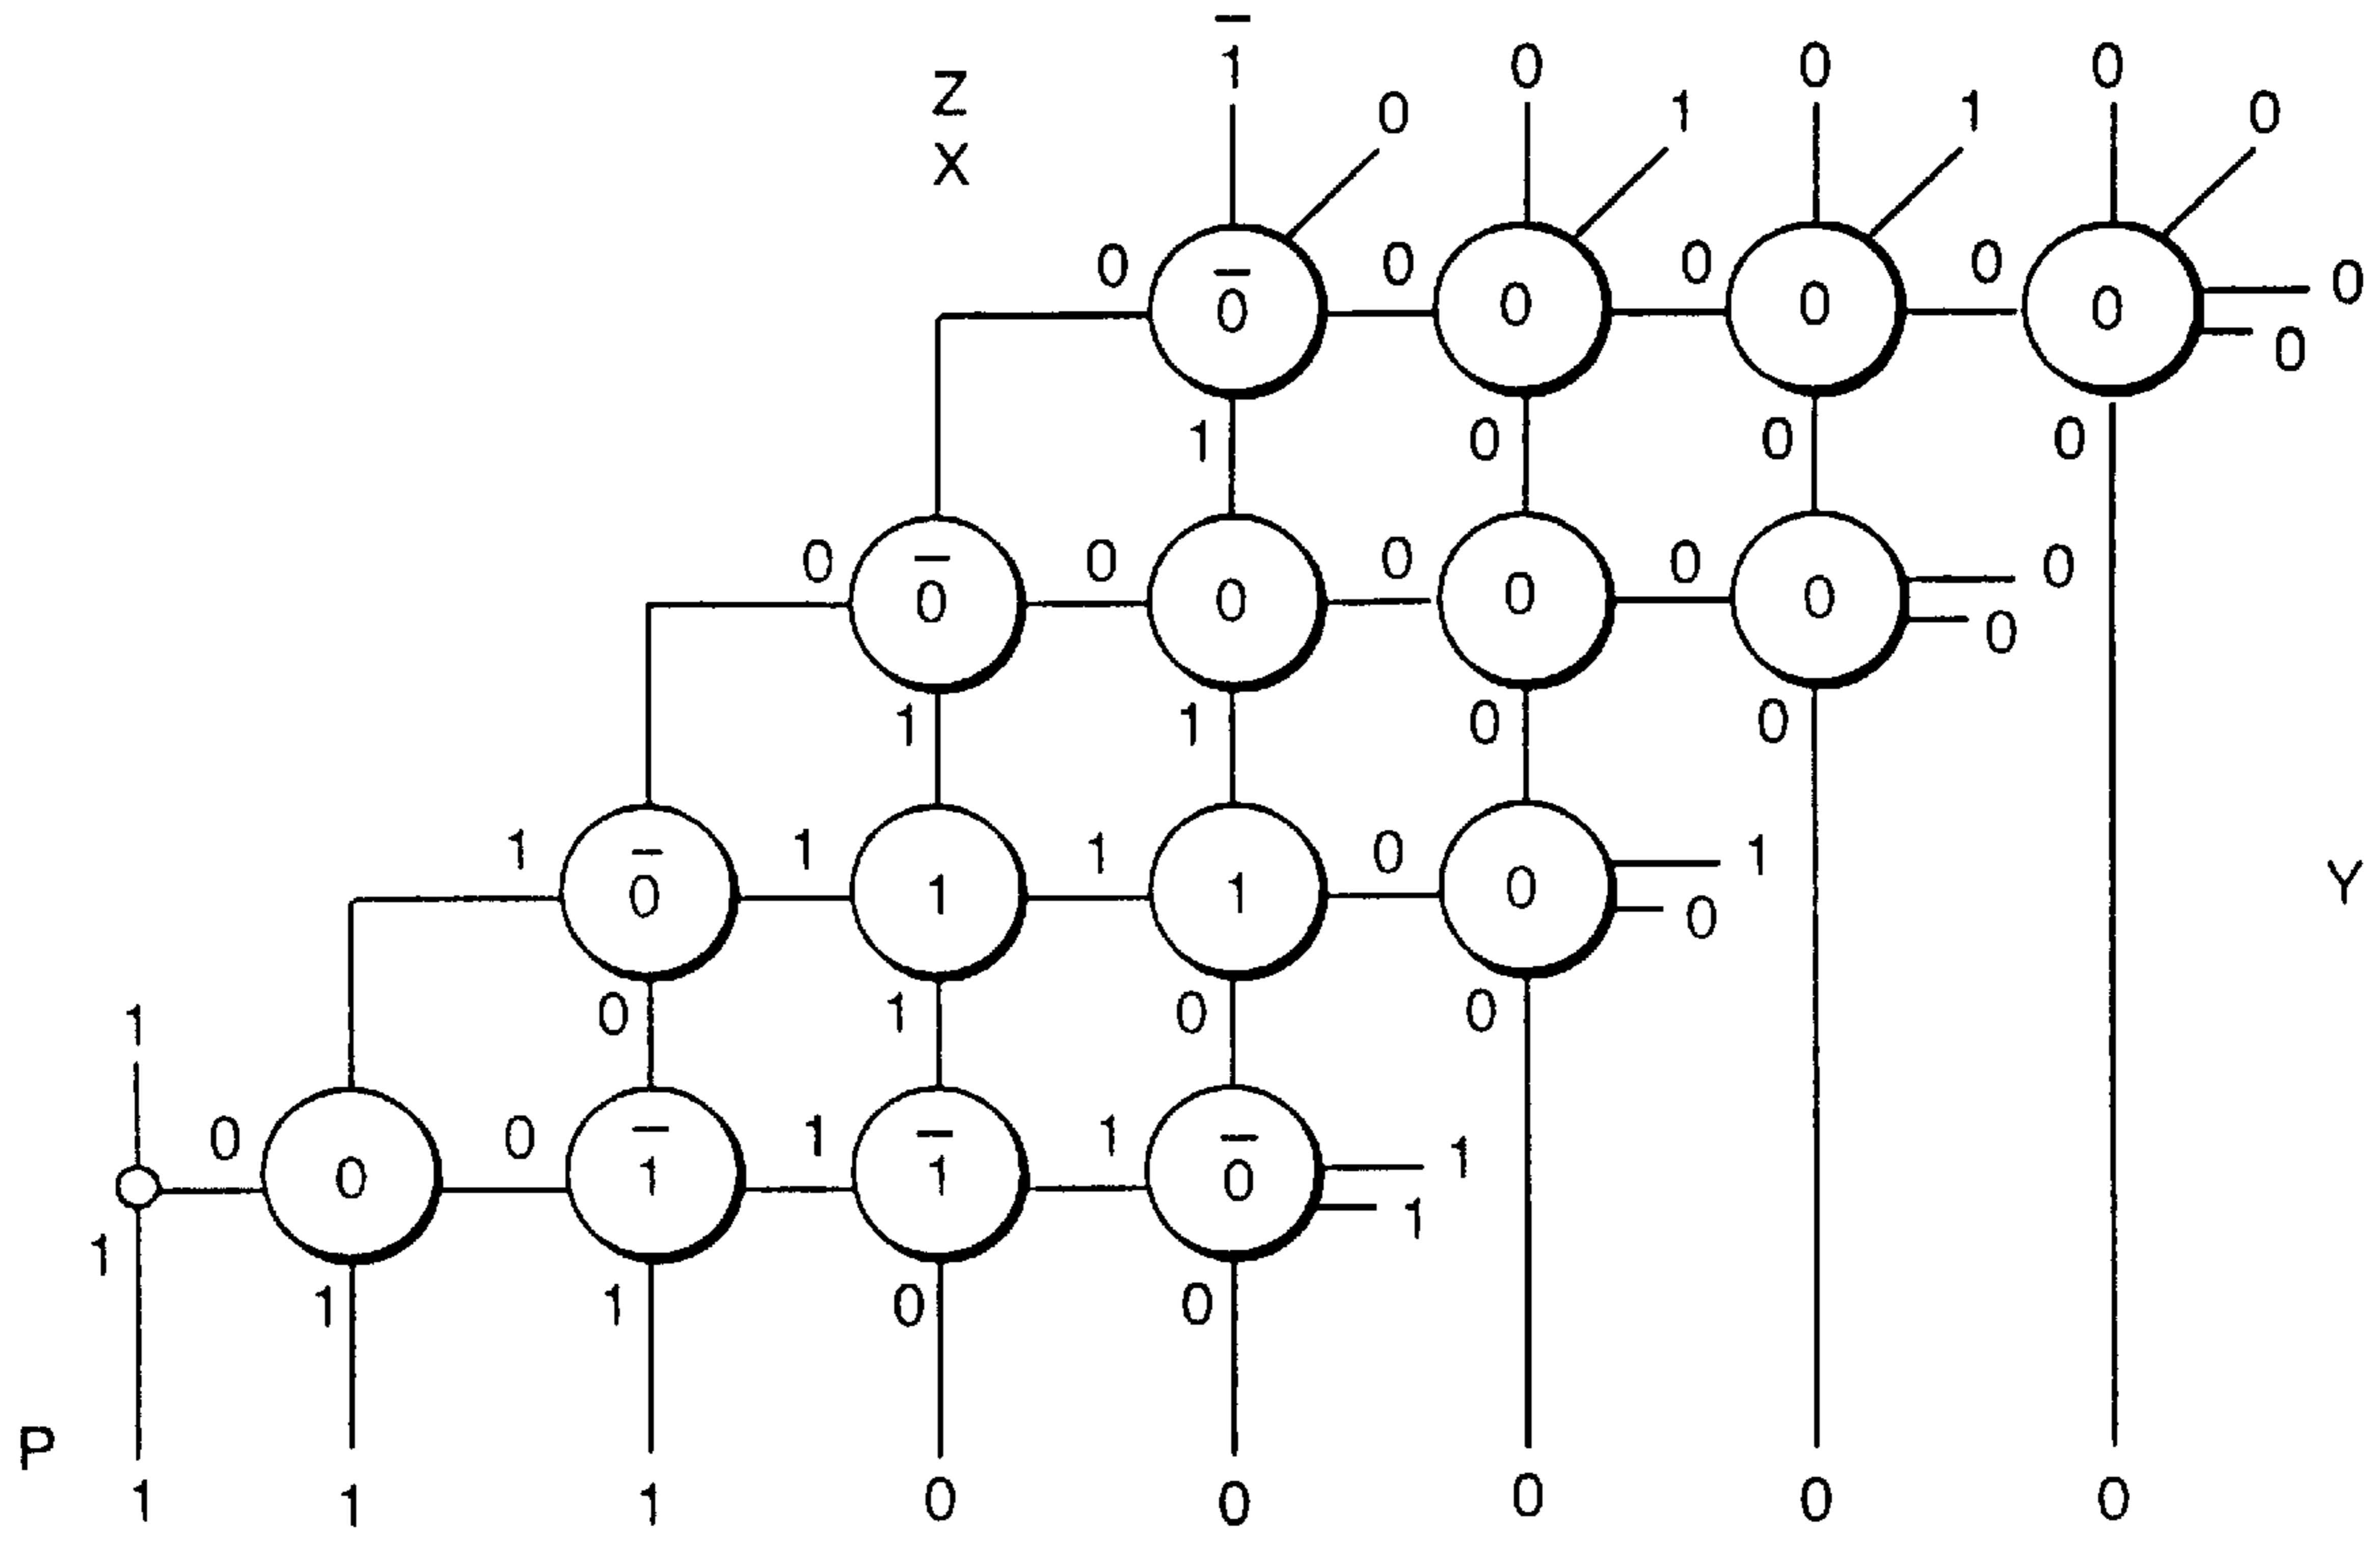 1̅ 0 0 0
Z 0 1 1 0
X
0 0̅ 0 0 0 0 0 0 0
0
1 0 0 0
0 0̅ 0 0 0 0 0 0 0
0
1 1 0 0
1 0̅ 1 1 1 1 0 0 1 Y
0
0 1 0 0
1
0 0 0 1̅ 1 1̅ 1 0̅ 1
1
1 1 1 0 0
P
1 1 1 0 0 0 0 0